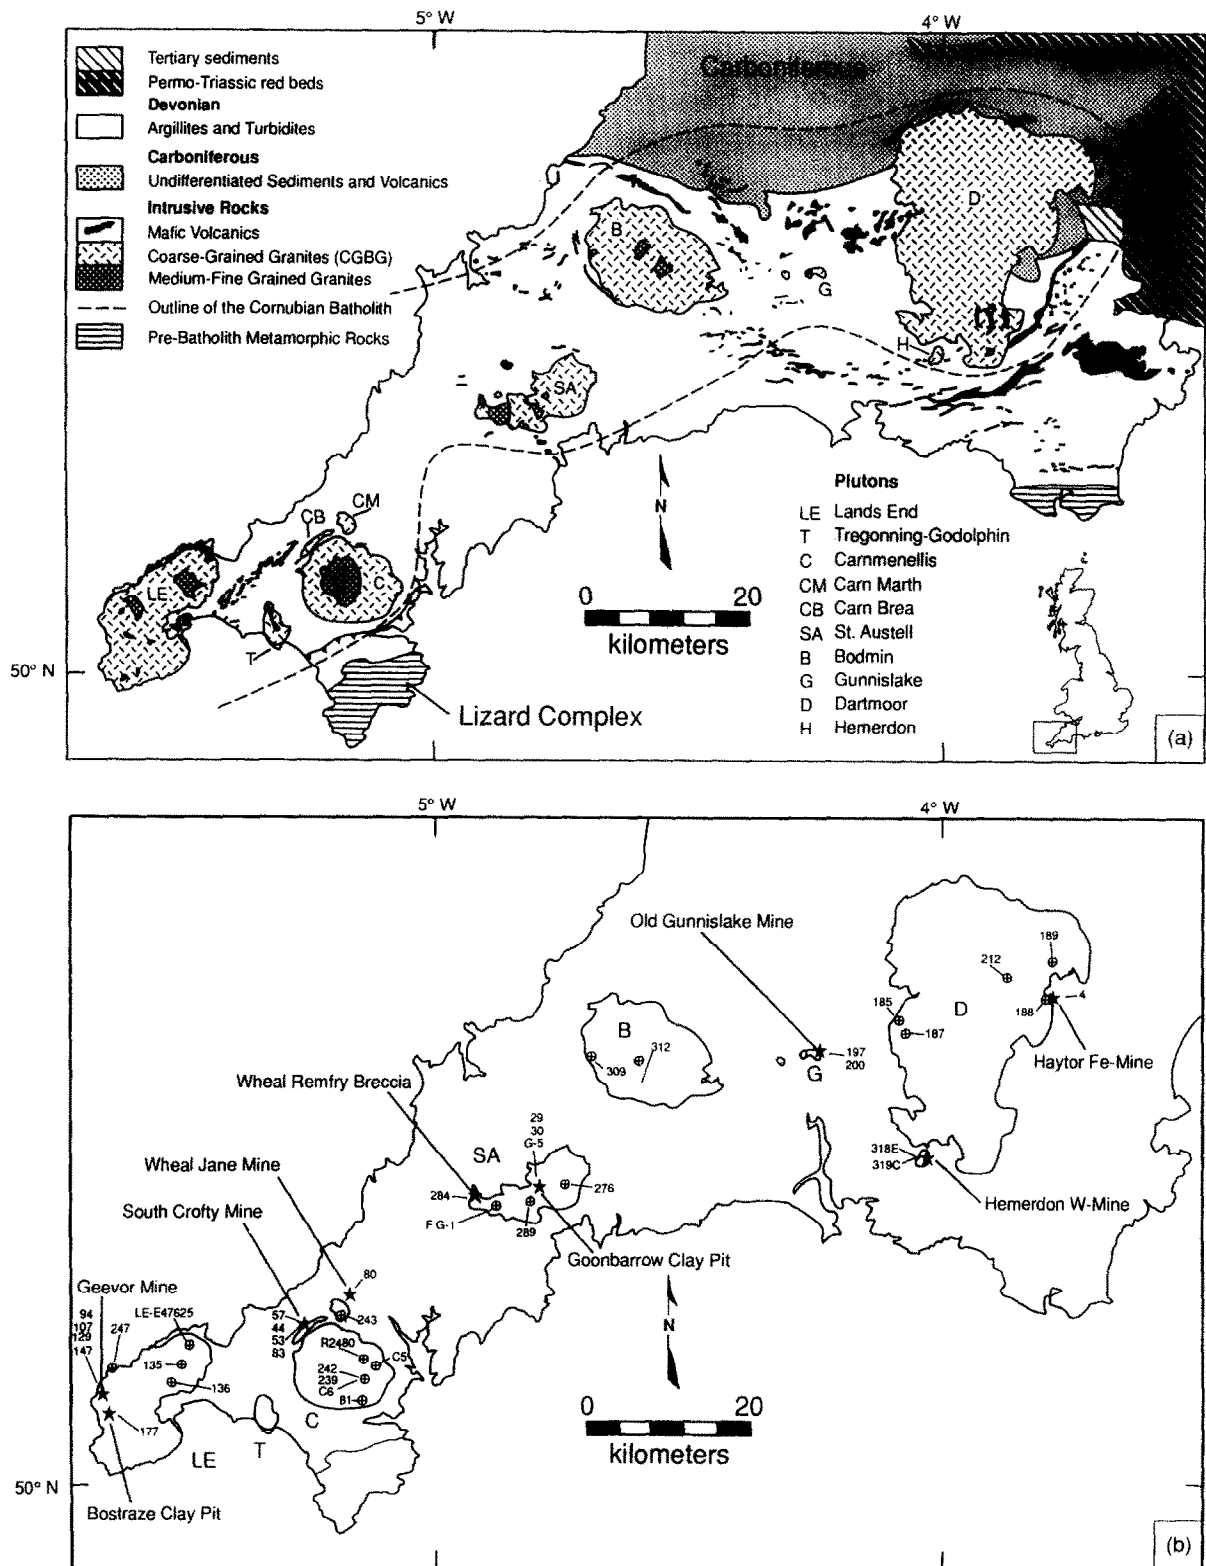 5° W
4° W
Tertiary sediments
Permo-Triassic red beds
Devonian
Argillites and Turbidites
Carboniferous
Undifferentiated Sediments and Volcanics
Intrusive Rocks
Mafic Volcanics
Coarse-Grained Granites (CGBG)
Medium-Fine Grained Granites
Outline of the Cornubian Batholith
Pre-Batholith Metamorphic Rocks
Carboniferous
D
B
G
H
SA
CM
CB
C
LE
T
N
0 20
kilometers
50° N
Lizard Complex
Plutons
LE Lands End
T Tregonning-Godolphin
C Carnmenellis
CM Carn Marth
CB Carn Brea
SA St. Austell
B Bodmin
G Gunnislake
D Dartmoor
H Hemerdon
(a)
5° W
4° W
Old Gunnislake Mine
189
212
4
188
185
187
D
Haytor Fe-Mine
B
312
309
197
200
G
Wheal Remfry Breccia
29
30
G-5
SA
284
276
F G-1
289
318E
319C
Hemerdon W-Mine
Goonbarrow Clay Pit
Wheal Jane Mine
South Crofty Mine
80
Geevor Mine
94
107
129
147
247
LE-E47625
57
44
53
83
243
R2480
C5
135
242
239
C6
136
81
177
C
LE
T
N
0 20
kilometers
50° N
Bostraze Clay Pit
(b)